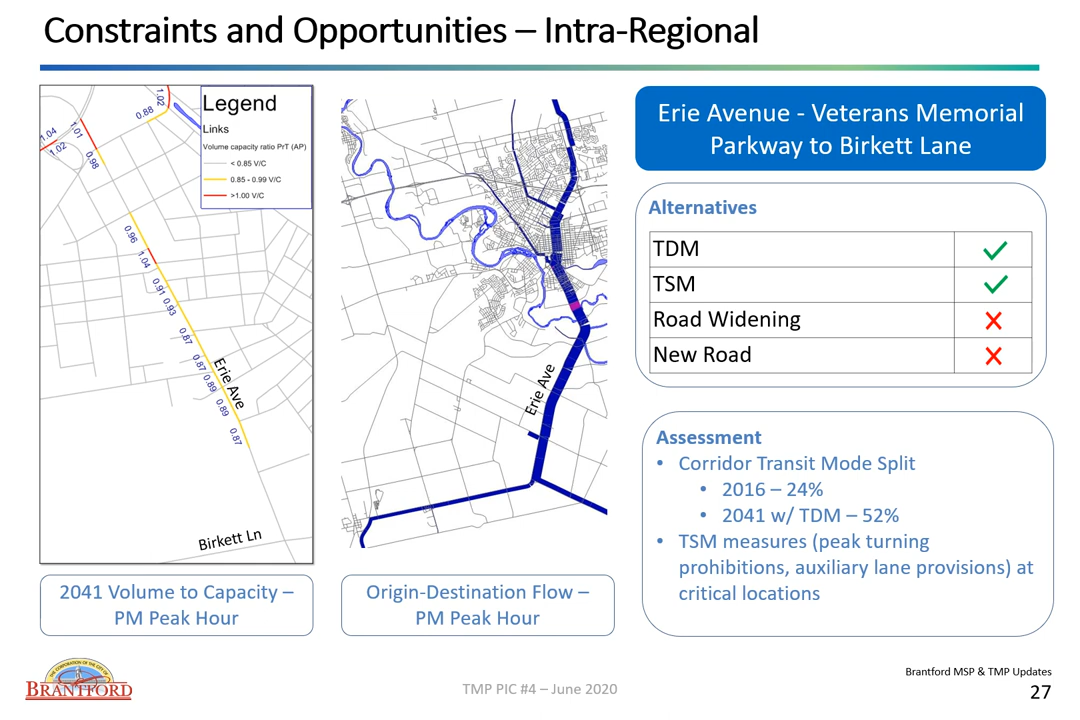 Constraints and Opportunities – Intra-Regional
1.02
0.88
1.04
1.02
1.01
0.98
Legend
Links
Volume capacity ratio PrT (AP)
< 0.85 V/C
0.85 - 0.99 V/C
>1.00 V/C
0.96
1.04
0.91
0.93
0.87
0.87
0.89
0.89
0.87
Erie Ave
Birkett Ln
2041 Volume to Capacity –
PM Peak Hour
Erie Ave
Origin-Destination Flow –
PM Peak Hour
Erie Avenue - Veterans Memorial
Parkway to Birkett Lane
Alternatives
TDM ✓
TSM ✓
Road Widening ✗
New Road ✗
Assessment
• Corridor Transit Mode Split
• 2016 – 24%
• 2041 w/ TDM – 52%
• TSM measures (peak turning
prohibitions, auxiliary lane provisions) at
critical locations
THE CORPORATION OF THE CITY OF
BRANTFORD
TMP PIC #4 – June 2020
Brantford MSP & TMP Updates
27